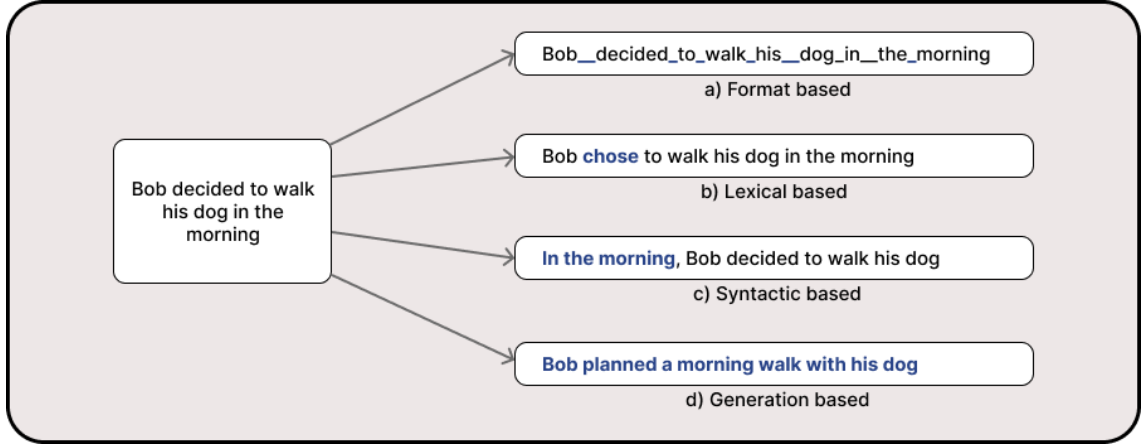 Bob decided to walk
his dog in the
morning
Bob__decided_to_walk_his__dog_in__the_morning
a) Format based
Bob chose to walk his dog in the morning
b) Lexical based
In the morning, Bob decided to walk his dog
c) Syntactic based
Bob planned a morning walk with his dog
d) Generation based